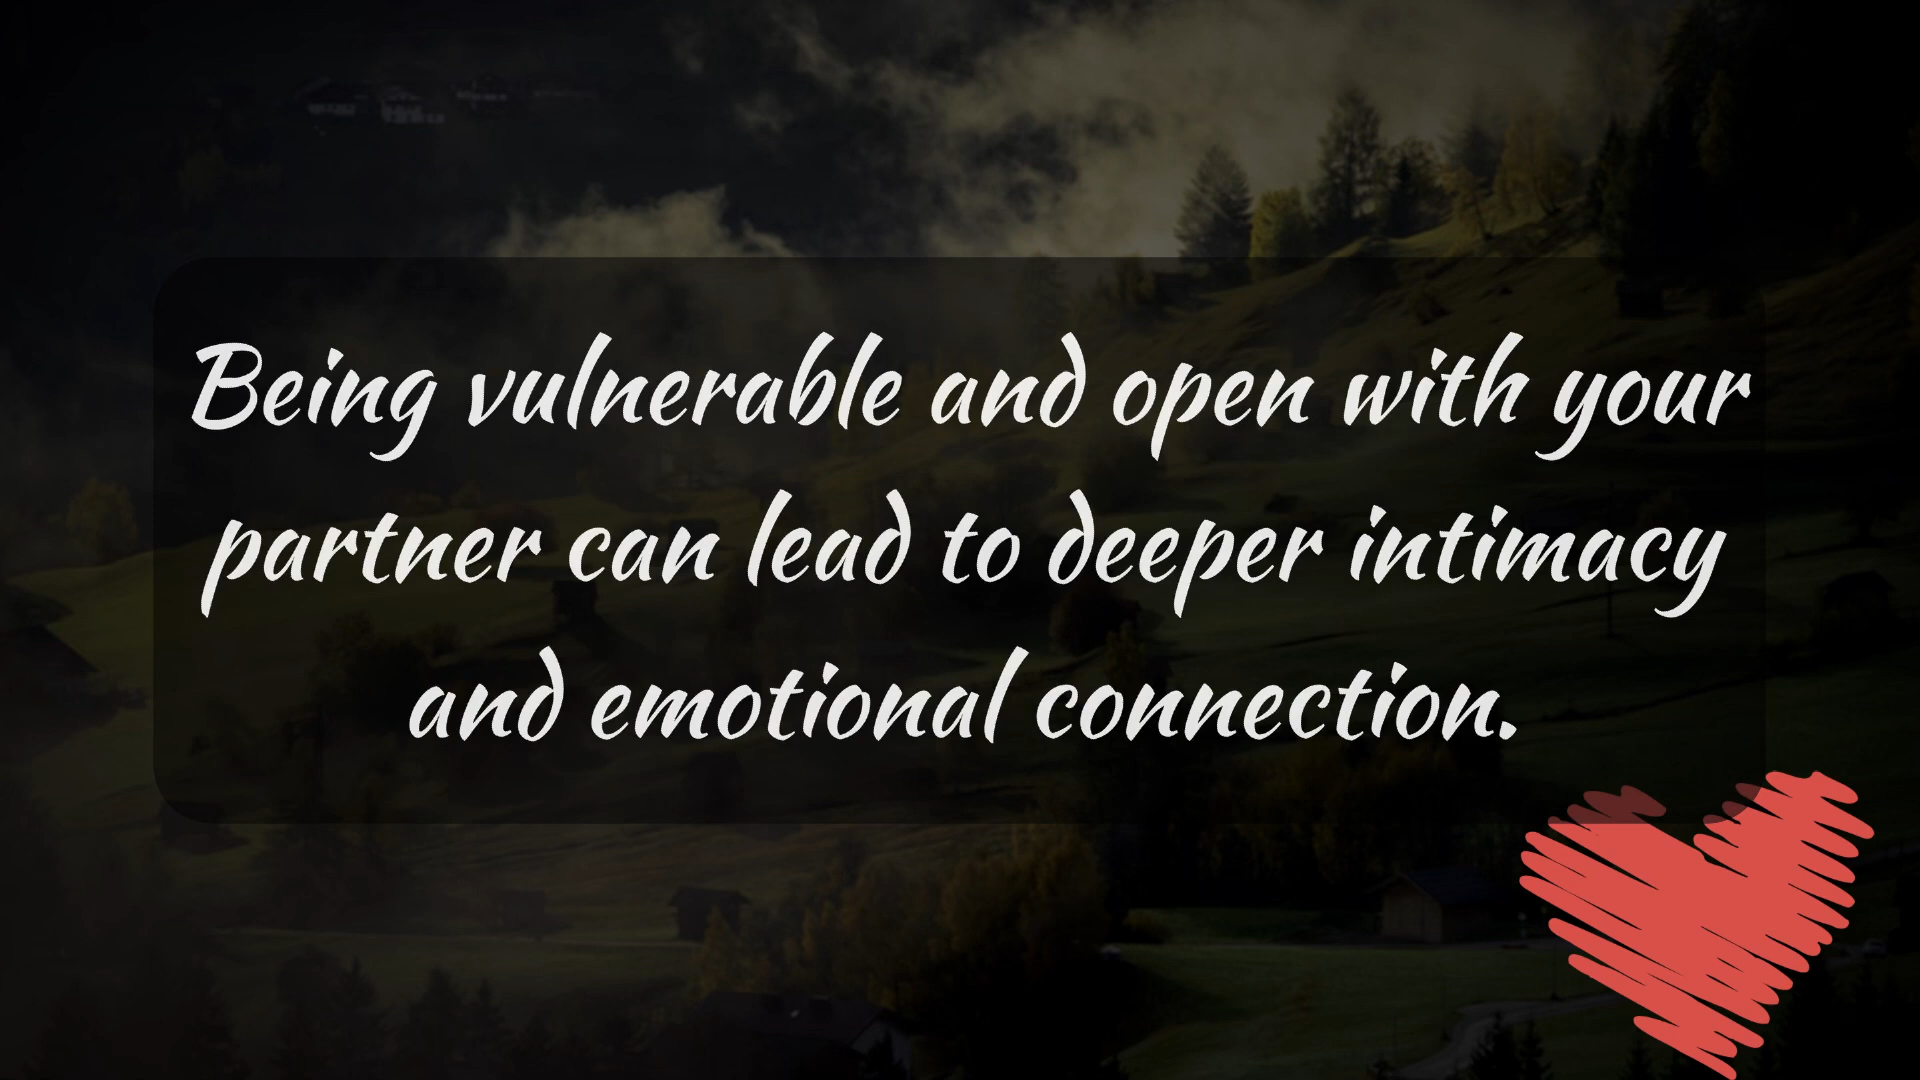 Being vulnerable and open with your
partner can lead to deeper intimacy
and emotional connection.